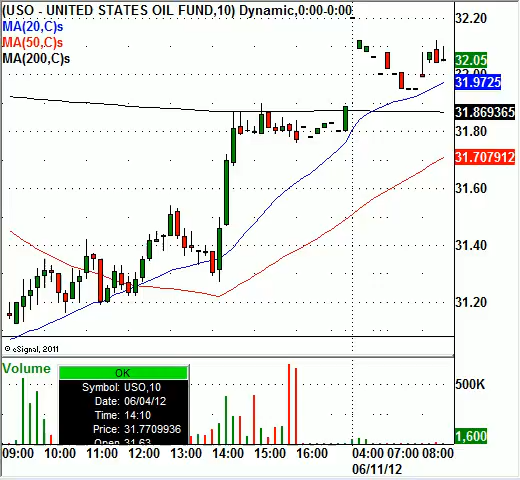 (USO - UNITED STATES OIL FUND,10) Dynamic,0:00-0:00
MA(20,C)s
MA(50,C)s
MA(200,C)s
32.20
32.05
32.00
31.9725
31.869365
31.80
31.707912
31.60
31.40
31.20
© eSignal, 2011
Volume
OK
Symbol: USO,10
Date: 06/04/12
Time: 14:10
Price: 31.7709936
Open 31.63
500K
1,600
09:00 10:00 11:00 12:00 13:00 14:00 15:00 16:00 04:00 07:00 08:00
06/11/12